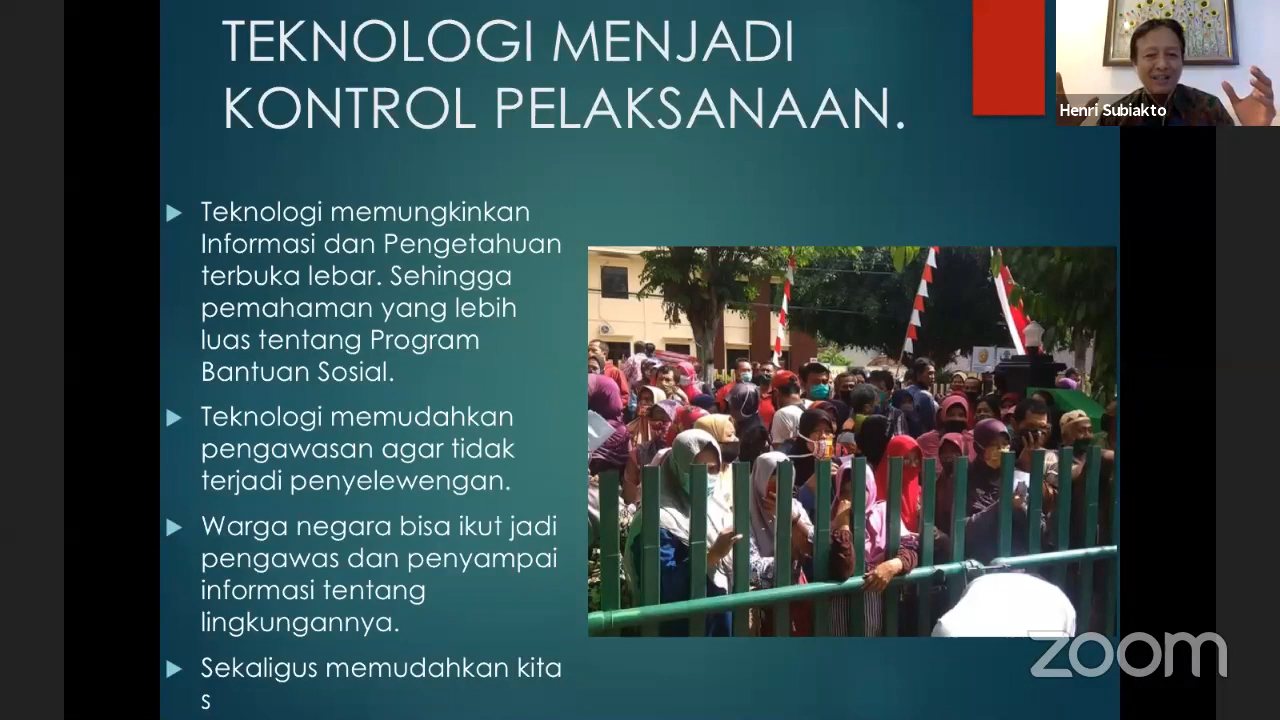 TEKNOLOGI MENJADI
KONTROL PELAKSANAAN.
Henri Subiakto
Teknologi memungkinkan
Informasi dan Pengetahuan
terbuka lebar. Sehingga
pemahaman yang lebih
luas tentang Program
Bantuan Sosial.
Teknologi memudahkan
pengawasan agar tidak
terjadi penyelewengan.
Warga negara bisa ikut jadi
pengawas dan penyampai
informasi tentang
lingkungannya.
Sekaligus memudahkan kita
s
zoom